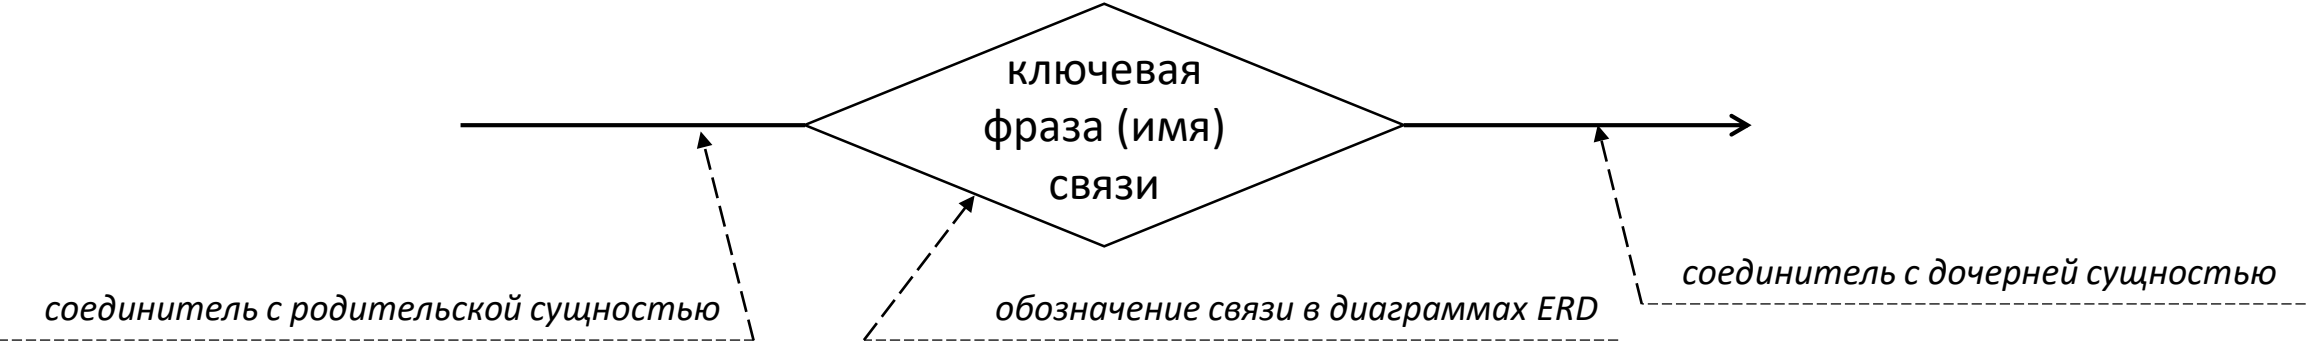 ключевая
фраза (имя)
связи
соединитель с родительской сущностью
обозначение связи в диаграммах ERD
соединитель с дочерней сущностью